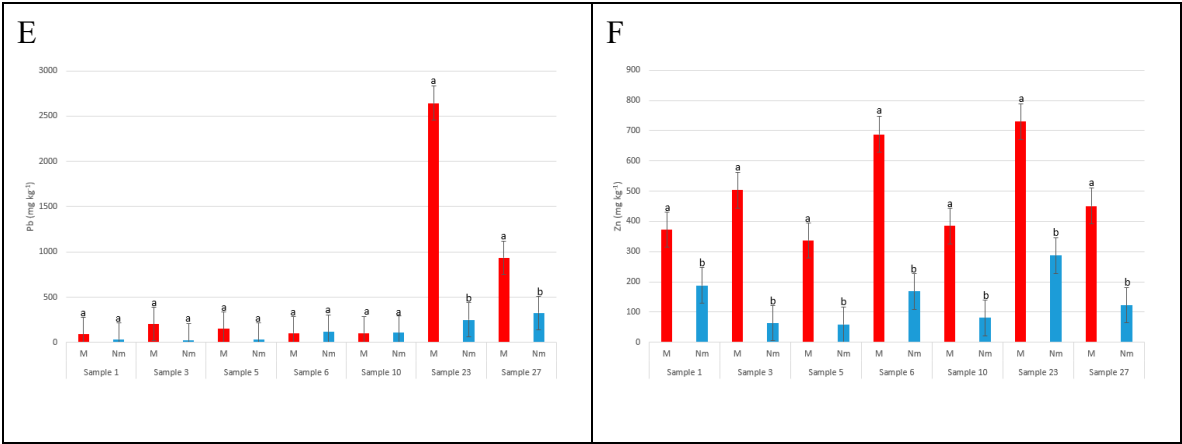 E
3000
2500
2000
1500
1000
500
0
Pb (mg kg⁻¹)
a
a
a
a
a
a
a
a
a
a
a
b
a
b
M Nm M Nm M Nm M Nm M Nm M Nm M Nm
Sample 1 Sample 3 Sample 5 Sample 6 Sample 10 Sample 23 Sample 27
F
900
800
700
600
500
400
300
200
100
0
Zn (mg kg⁻¹)
a
b
a
b
a
b
a
b
a
b
a
b
a
b
M Nm M Nm M Nm M Nm M Nm M Nm M Nm
Sample 1 Sample 3 Sample 5 Sample 6 Sample 10 Sample 23 Sample 27